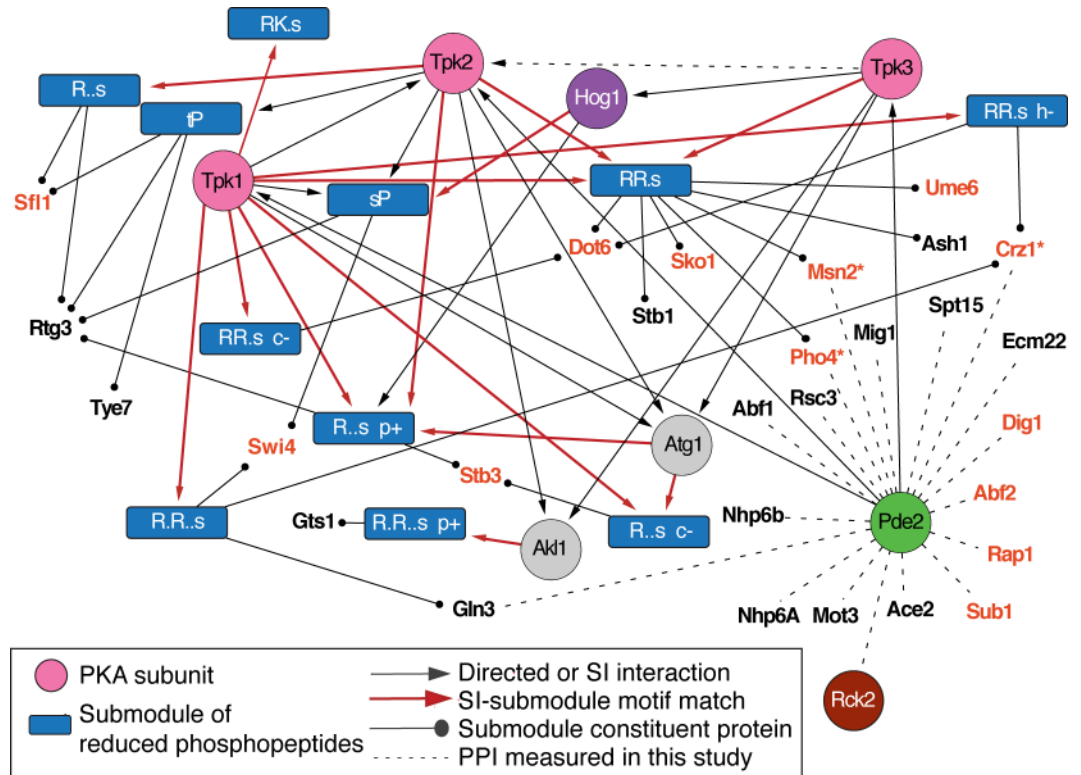 RK.s
Tpk2
Tpk3
R..s
Hog1
tP
RR.s h-
Tpk1
RR.s
sP
Sfl1
Ume6
Dot6
Ash1
Sko1
Crz1*
Msn2*
Spt15
Rtg3
Stb1
RR.s c-
Mig1
Ecm22
Pho4*
Rsc3
Tye7
Abf1
R..s p+
Dig1
Swi4
Atg1
Stb3
Abf2
R.R..s
Gts1
R.R..s p+
Nhp6b
Pde2
R..s c-
Akl1
Rap1
Gln3
Nhp6A
Mot3
Ace2
Sub1
Rck2
PKA subunit
Submodule of
reduced phosphopeptides
Directed or SI interaction
SI-submodule motif match
Submodule constituent protein
PPI measured in this study